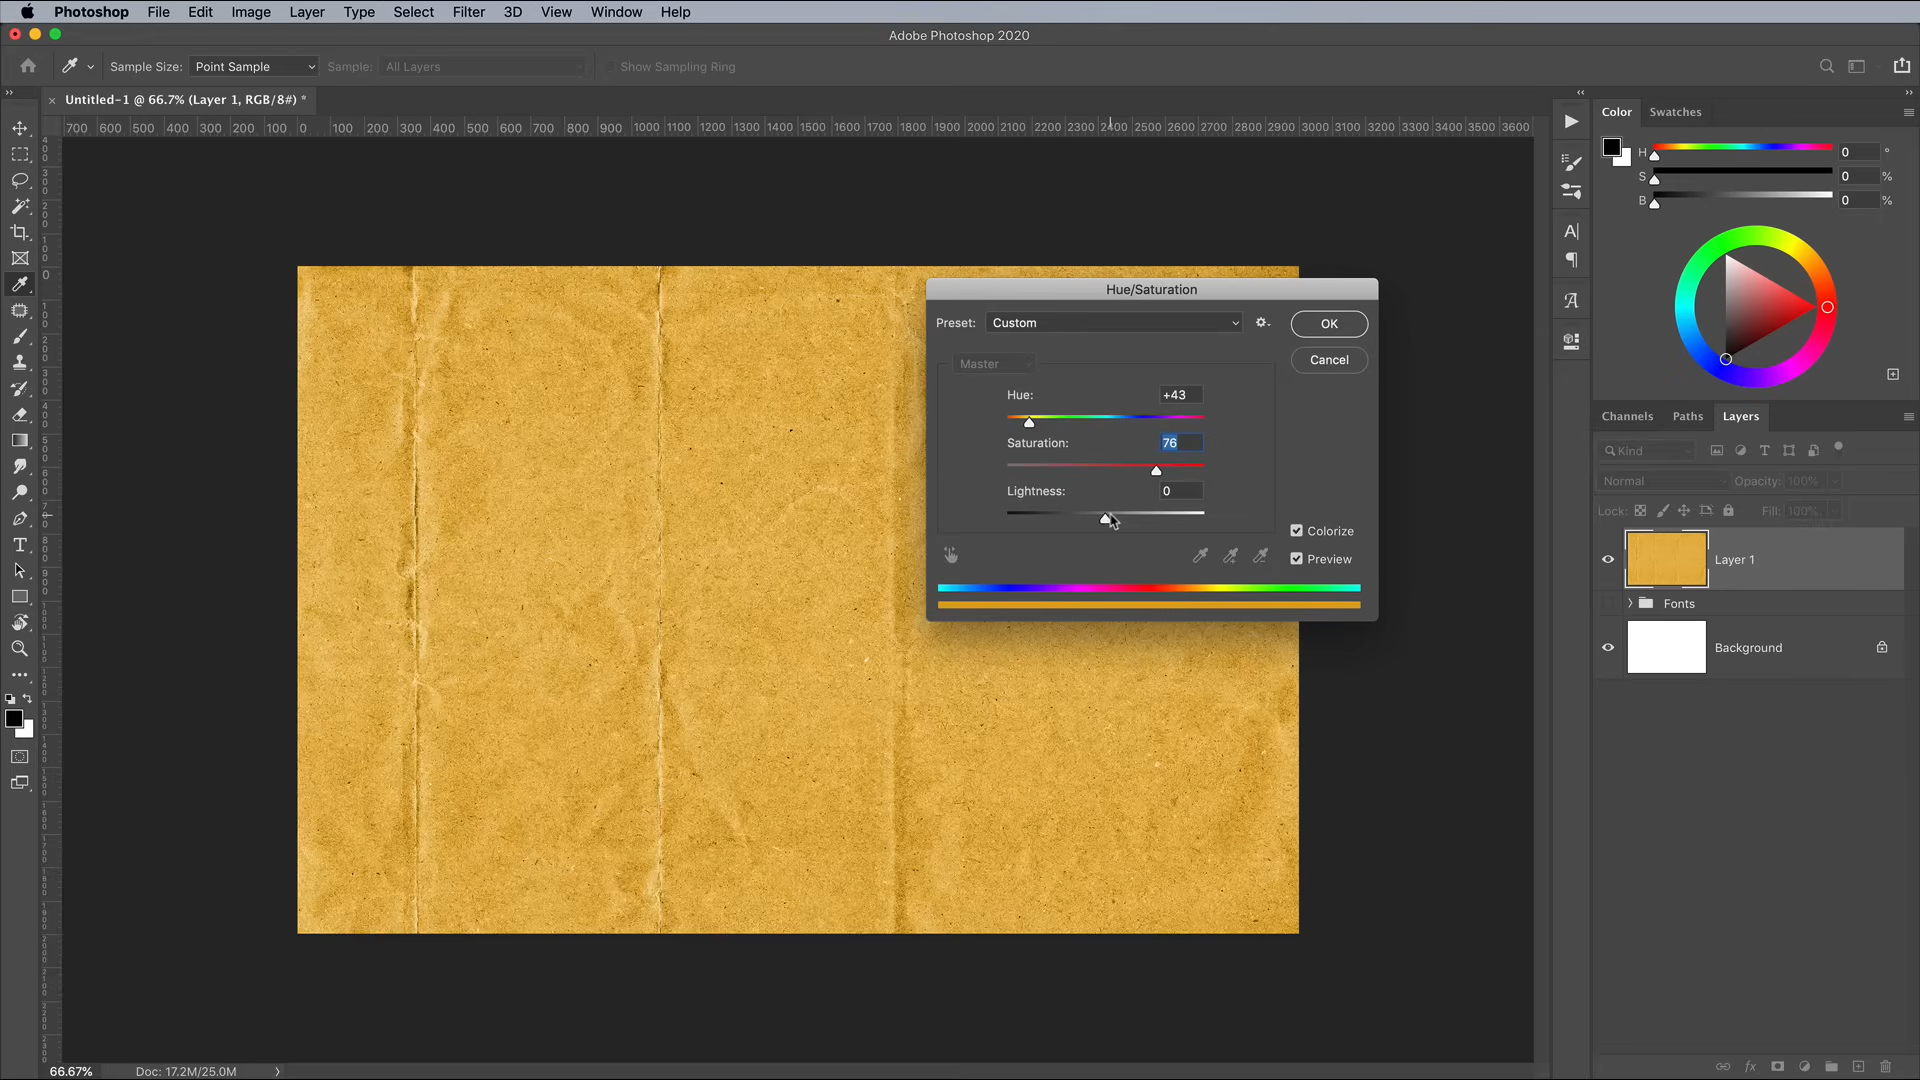 Photoshop File Edit Image Layer Type Select Filter 3D View Window Help
Adobe Photoshop 2020
Sample Size: Point Sample Sample: All Layers Show Sampling Ring
Untitled-1 @ 66.7% (Layer 1, RGB/8#) *
700 600 500 400 300 200 100 0 100 200 300 400 500 600 700 800 900 1000 1100 1200 1300 1400 1500 1600 1700 1800 1900 2000 2100 2200 2300 2400 2500 2600 2700 2800 2900 3000 3100 3200 3300 3400 3500 3600
Color Swatches
H 0 °
S 0 %
B 0 %
Hue/Saturation
Preset: Custom
OK
Cancel
Master
Hue: +43
Saturation: 76
Lightness: 0
Colorize
Preview
Channels Paths Layers
Kind
Normal Opacity: 100%
Lock: Fill: 100%
Layer 1
Fonts
Background
66.67% Doc: 17.2M/25.0M